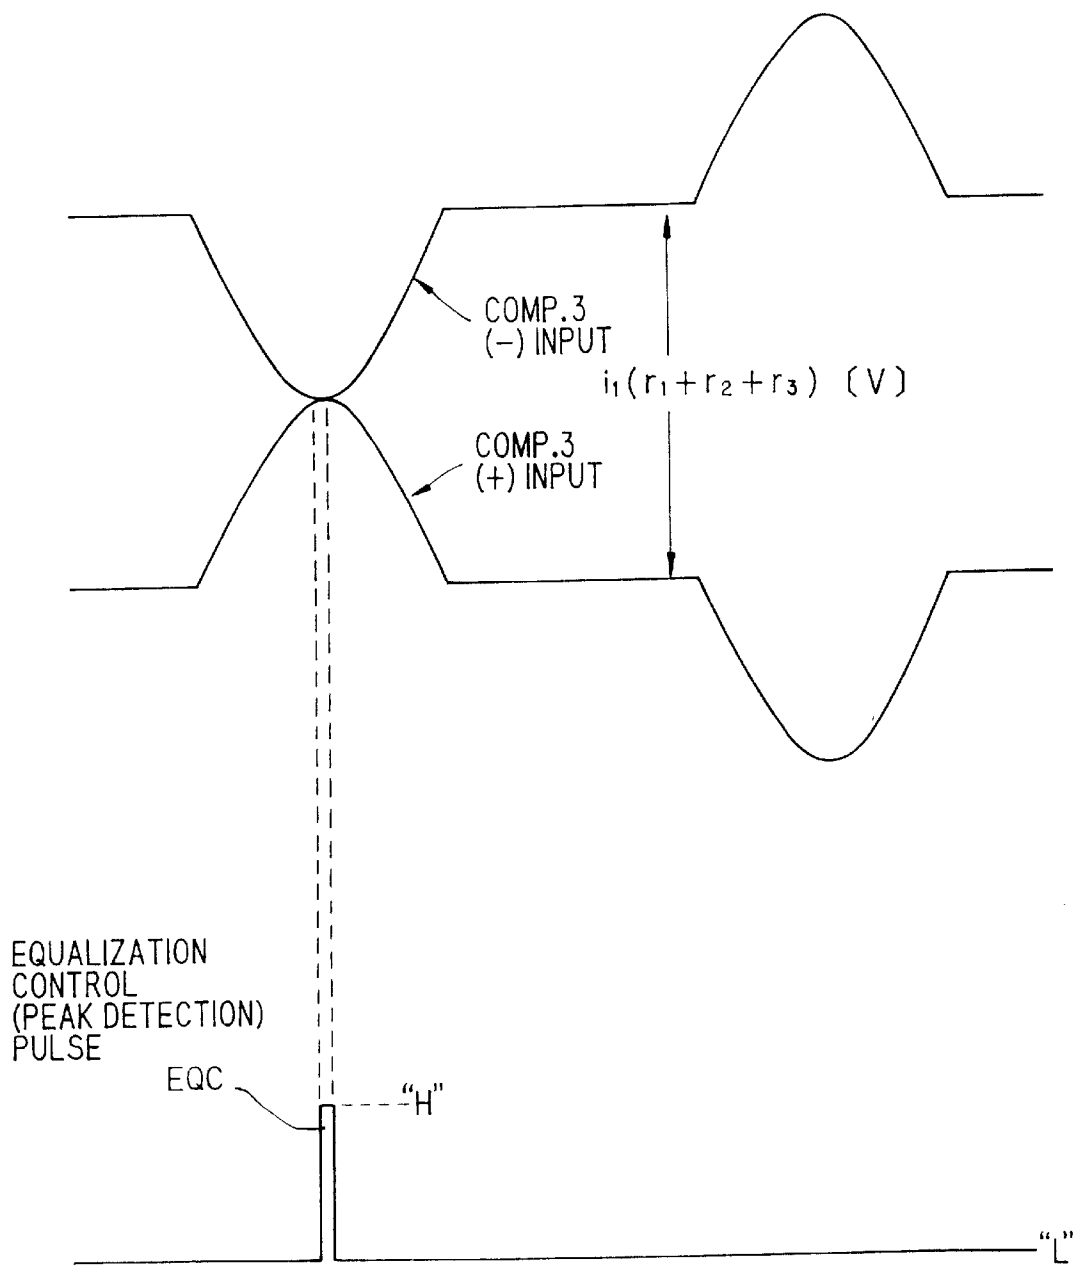 COMP.3
(−) INPUT
i₁(r₁+r₂+r₃) [V]
COMP.3
(+) INPUT
EQUALIZATION
CONTROL
(PEAK DETECTION)
PULSE
EQC
“H”
“L”